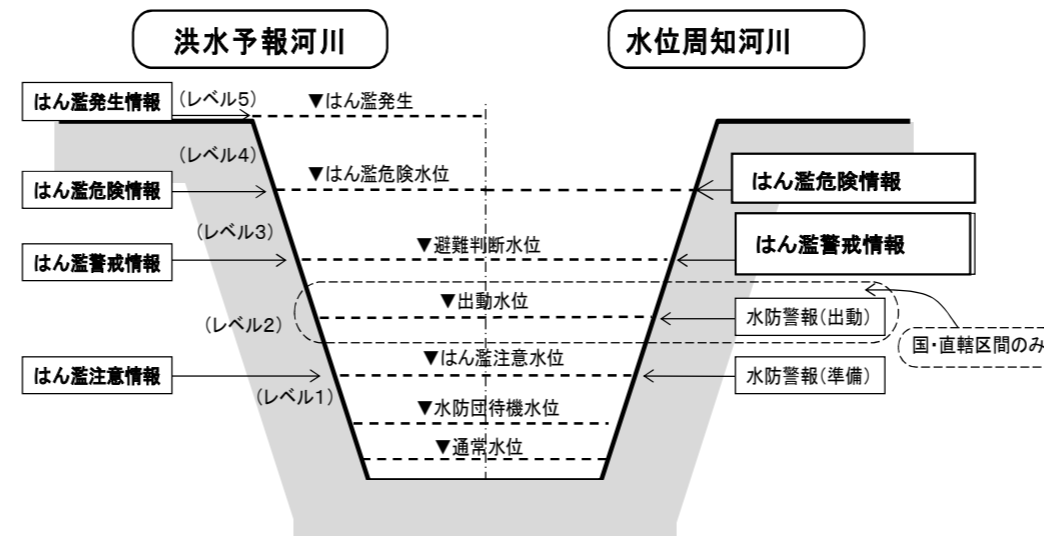 洪水予報河川
水位周知河川
はん濫発生情報
(レベル5)
▼はん濫発生
(レベル4)
▼はん濫危険水位
はん濫危険情報
はん濫危険情報
(レベル3)
▼避難判断水位
はん濫警戒情報
はん濫警戒情報
▼出動水位
(レベル2)
水防警報(出動)
国・直轄区間のみ
▼はん濫注意水位
はん濫注意情報
水防警報(準備)
(レベル1)
▼水防団待機水位
▼通常水位